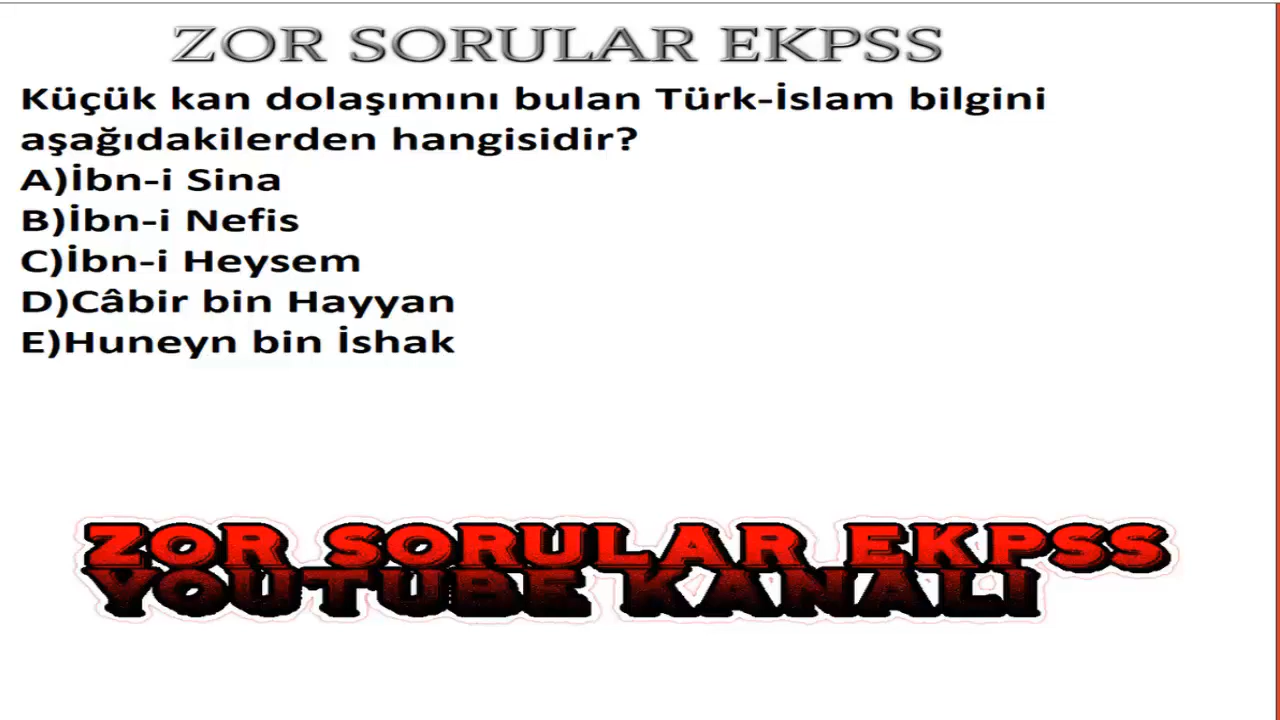 ZOR SORULAR EKPSS
Küçük kan dolaşımını bulan Türk-İslam bilgini
aşağıdakilerden hangisidir?
A)İbn-i Sina
B)İbn-i Nefis
C)İbn-i Heysem
D)Câbir bin Hayyan
E)Huneyn bin İshak
ZOR SORULAR EKPSS
YOUTUBE KANALI